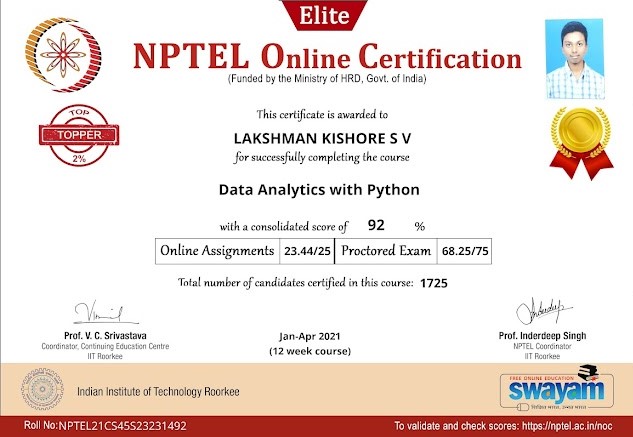 Elite
NPTEL Online Certification
(Funded by the Ministry of HRD, Govt. of India)
TOP
TOPPER
2%
This certificate is awarded to
LAKSHMAN KISHORE S V
for successfully completing the course
Data Analytics with Python
with a consolidated score of 92 %
Online Assignments 23.44/25 Proctored Exam 68.25/75
Total number of candidates certified in this course: 1725
Prof. V. C. Srivastava
Coordinator, Continuing Education Centre
IIT Roorkee
Jan-Apr 2021
(12 week course)
Prof. Inderdeep Singh
NPTEL Coordinator
IIT Roorkee
Indian Institute of Technology Roorkee
FREE ONLINE EDUCATION
swayam
शिक्षित भारत, उन्नत भारत
Roll No: NPTEL21CS45S23231492
To validate and check scores: https://nptel.ac.in/noc